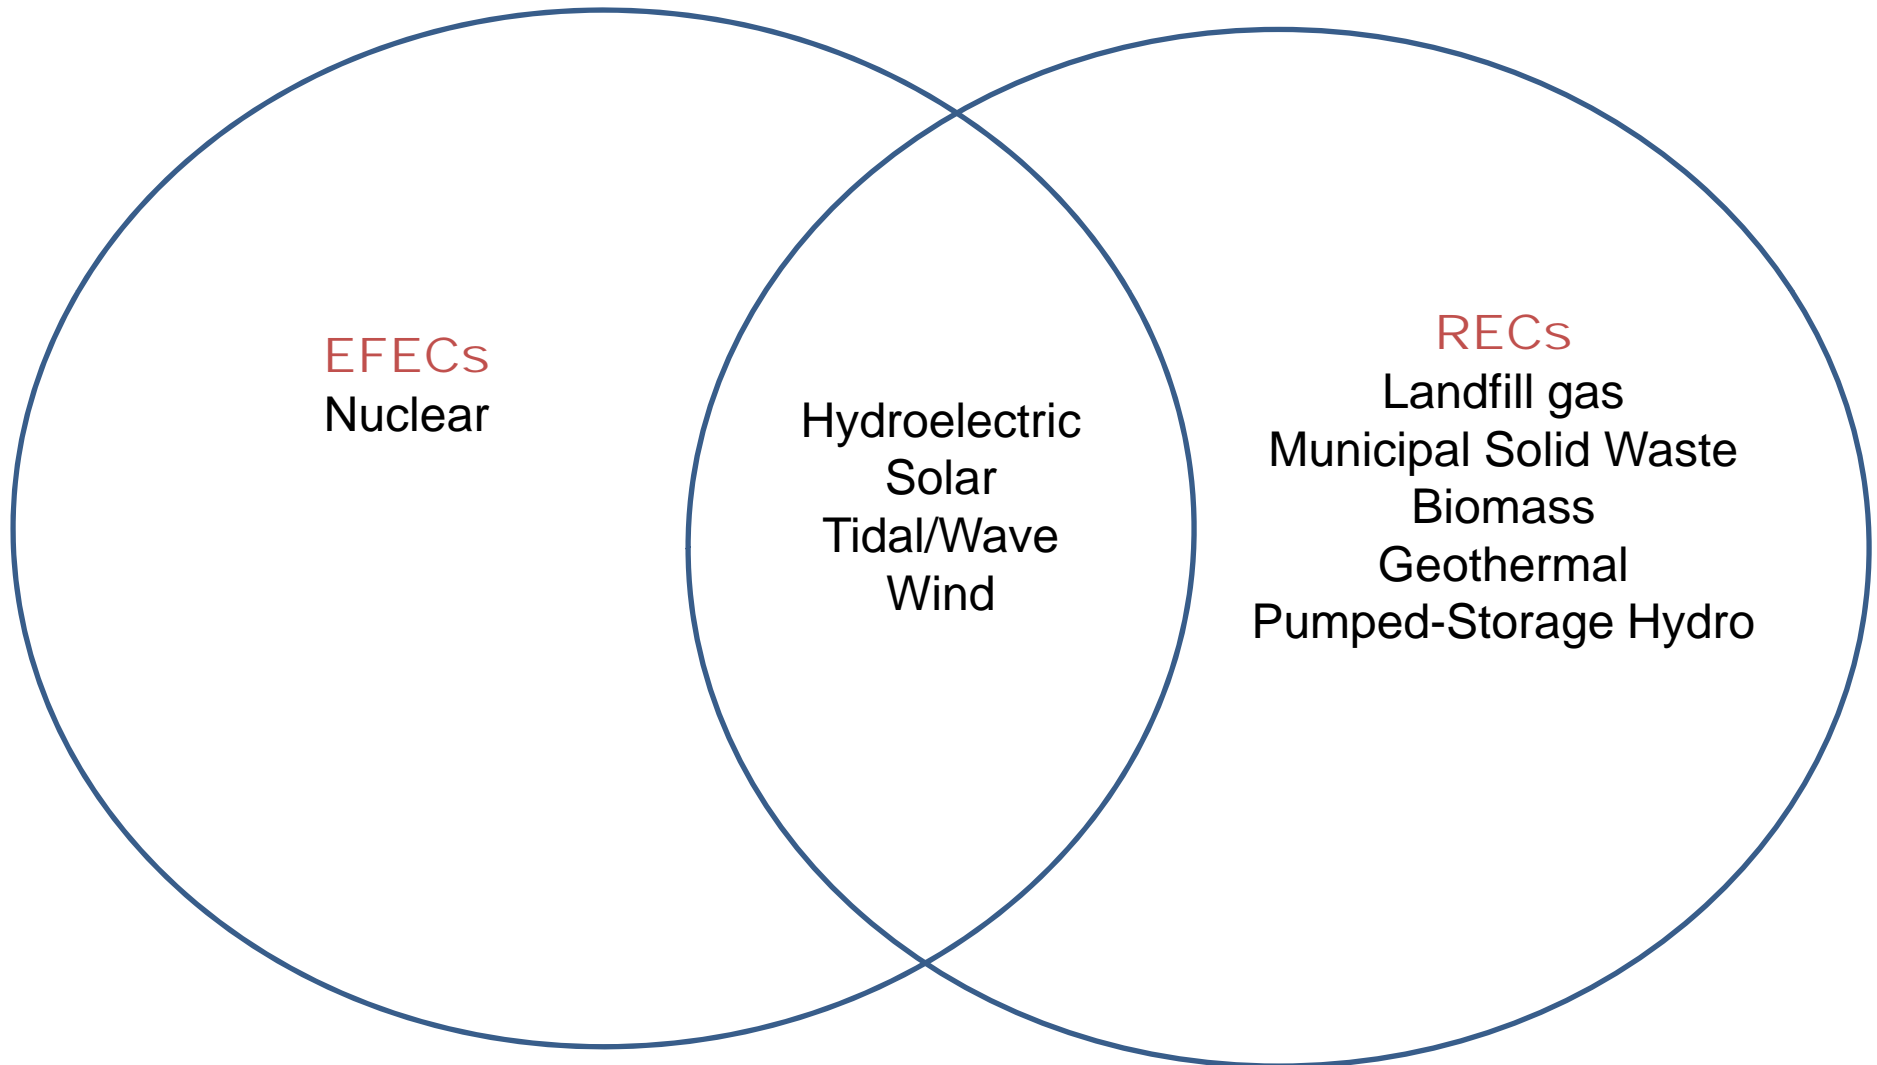 EFECs
Nuclear
Hydroelectric
Solar
Tidal/Wave
Wind
RECs
Landfill gas
Municipal Solid Waste
Biomass
Geothermal
Pumped-Storage Hydro